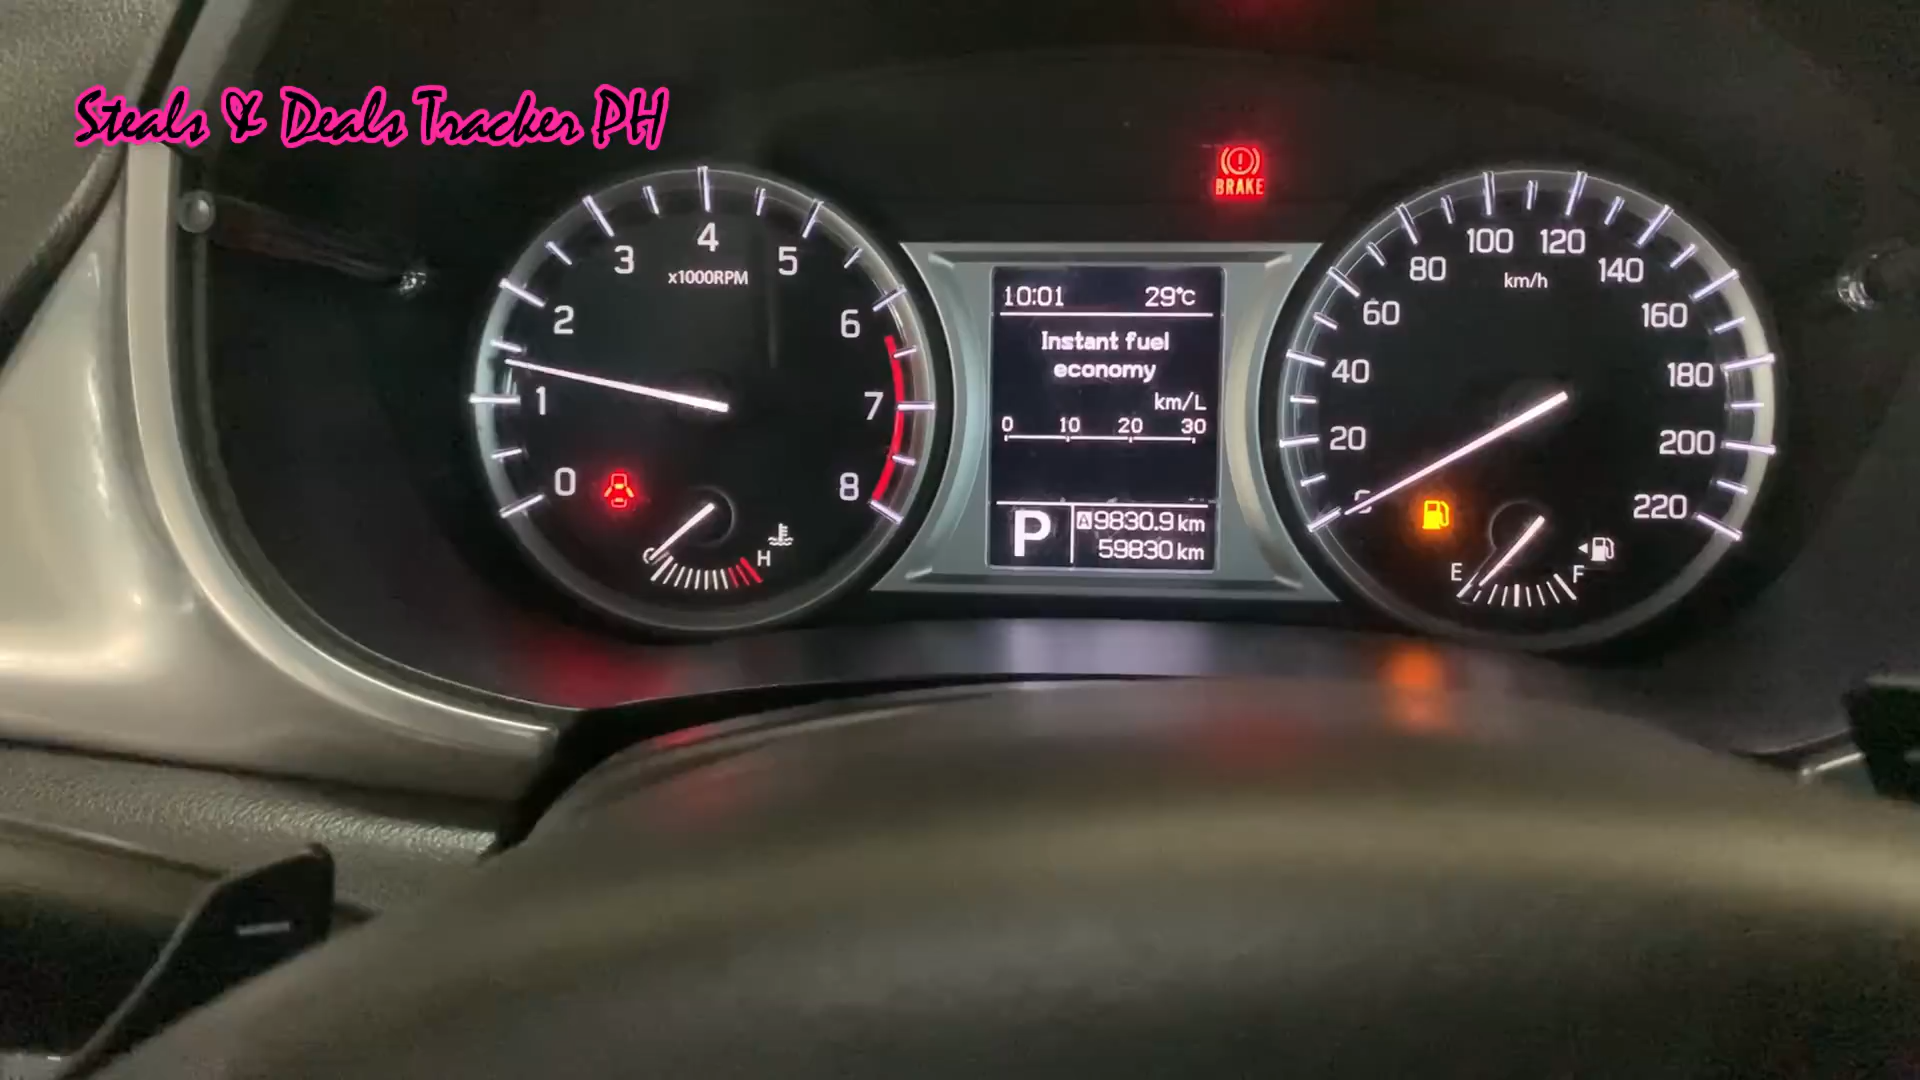 Steals & Deals Tracker PH
BRAKE
0 1 2 3 4 5 6 7 8
x1000RPM
C H
10:01 29°C
Instant fuel
economy
km/L
0 10 20 30
P
A 9830.9 km
59830 km
20 40 60 80 100 120 140 160 180 200 220
km/h
E F